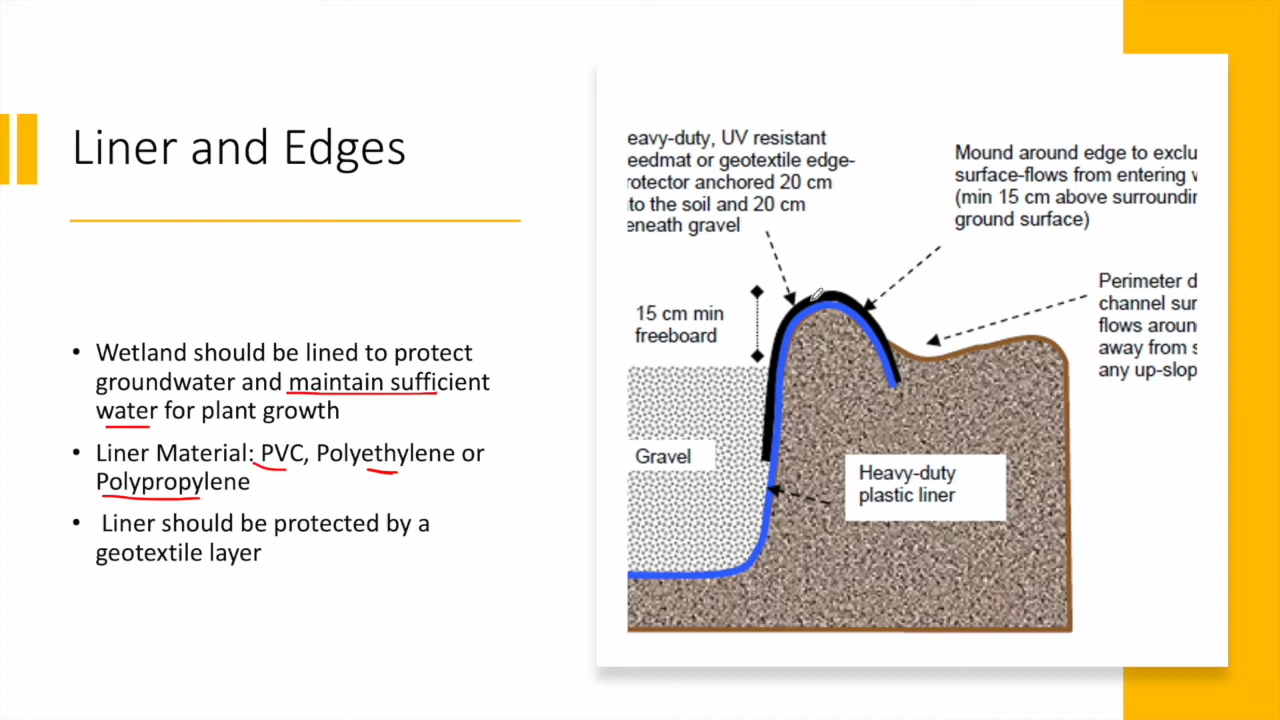 Liner and Edges
• Wetland should be lined to protect
groundwater and maintain sufficient
water for plant growth
• Liner Material: PVC, Polyethylene or
Polypropylene
• Liner should be protected by a
geotextile layer
eavy-duty, UV resistant
eedmat or geotextile edge-
rotector anchored 20 cm
to the soil and 20 cm
eneath gravel
Mound around edge to exclu
surface-flows from entering
(min 15 cm above surroundin
ground surface)
Perimeter d
channel sur
flows aroun
away from s
any up-slop
15 cm min
freeboard
Gravel
Heavy-duty
plastic liner